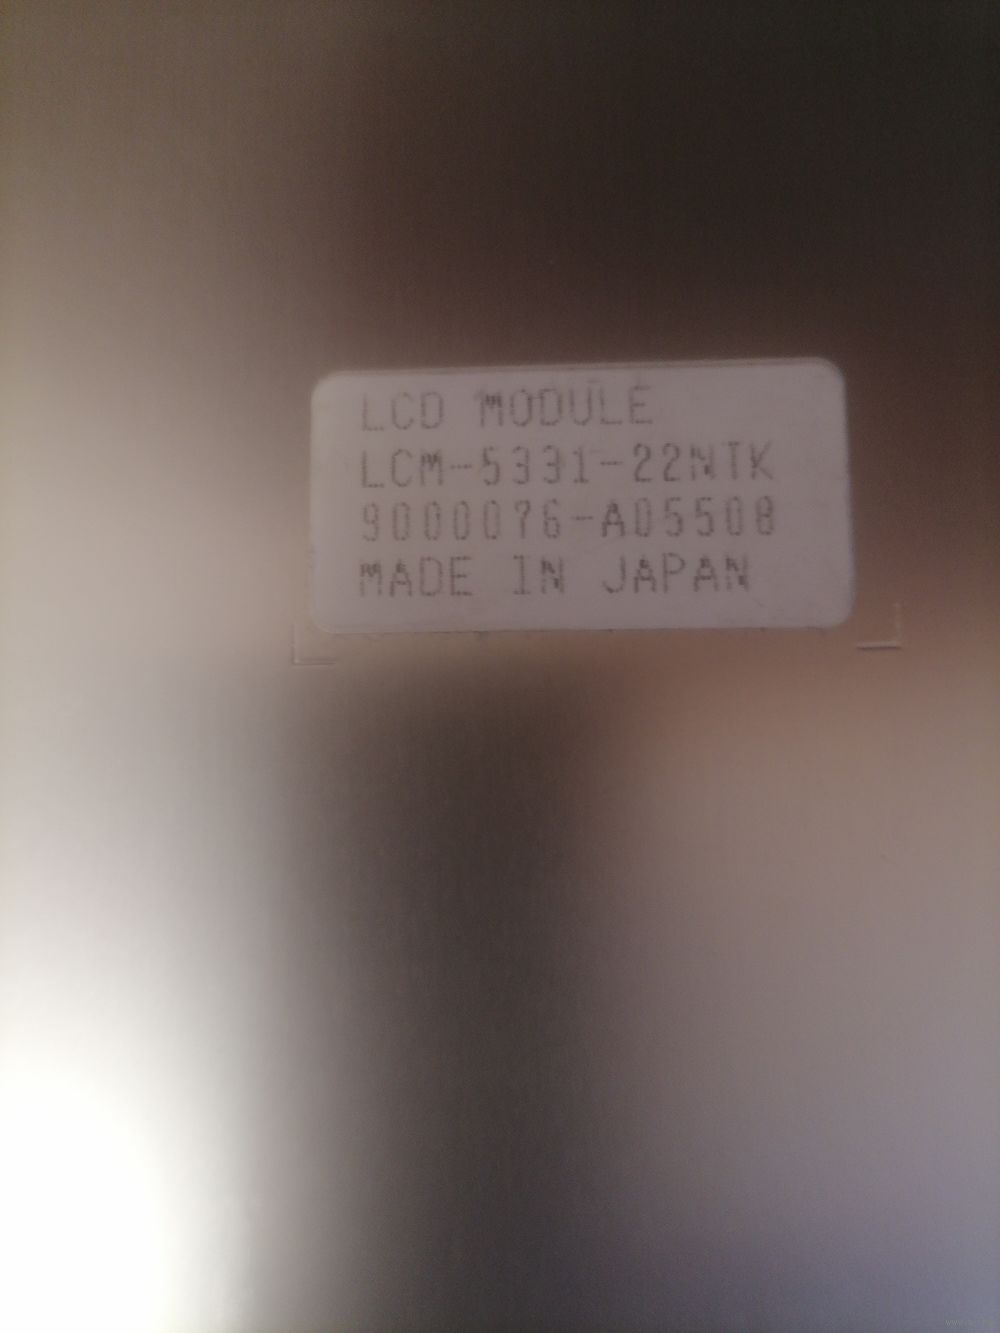 LCD MODULE
LCM-5331-22NTK
9000076-A05508
MADE IN JAPAN